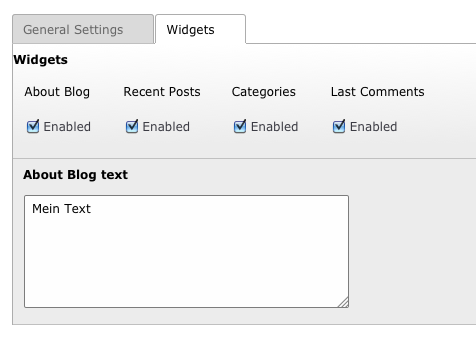 General Settings Widgets
Widgets
About Blog Recent Posts Categories Last Comments
Enabled Enabled Enabled Enabled
About Blog text
Mein Text